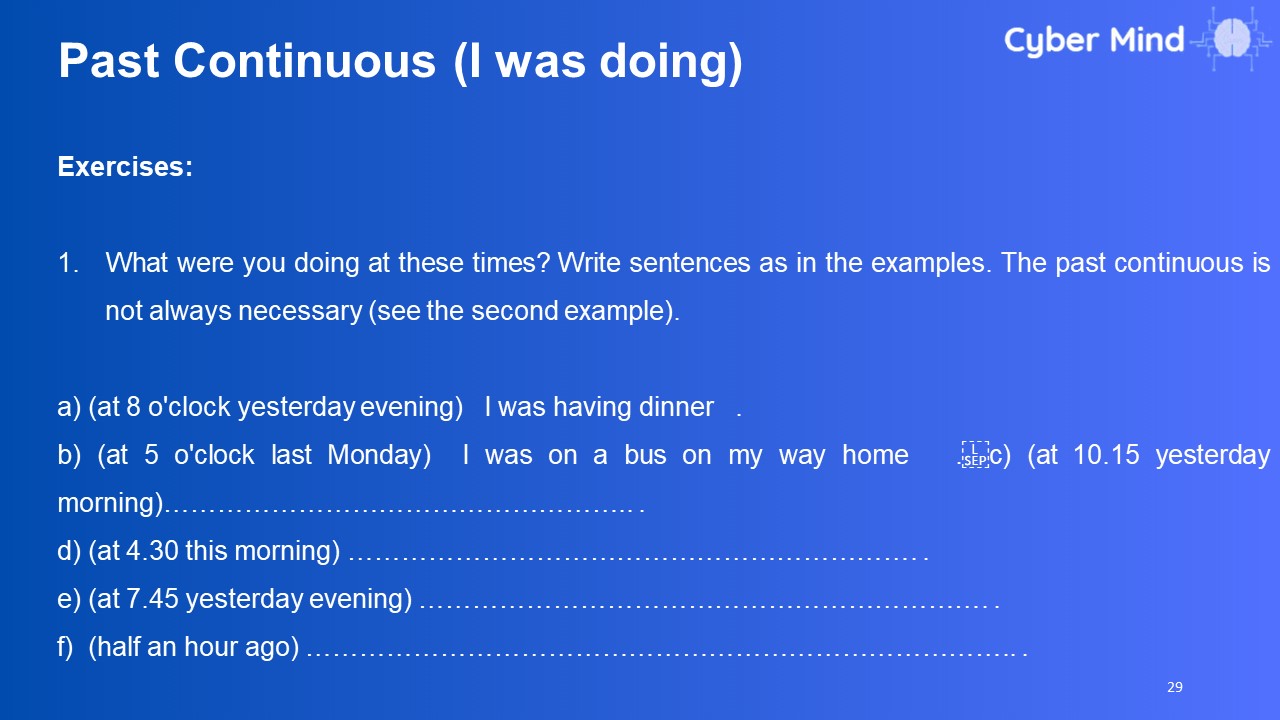 Past Continuous (I was doing)
Cyber Mind
Exercises:
1. What were you doing at these times? Write sentences as in the examples. The past continuous is
not always necessary (see the second example).
a) (at 8 o'clock yesterday evening) I was having dinner .
b) (at 5 o'clock last Monday) I was on a bus on my way home .L SEPc) (at 10.15 yesterday
morning)…………………………………………….. .
d) (at 4.30 this morning) ………………………………………………………. .
e) (at 7.45 yesterday evening) ………………………………………………………. .
f) (half an hour ago) …………………………………………………………………….. .
29